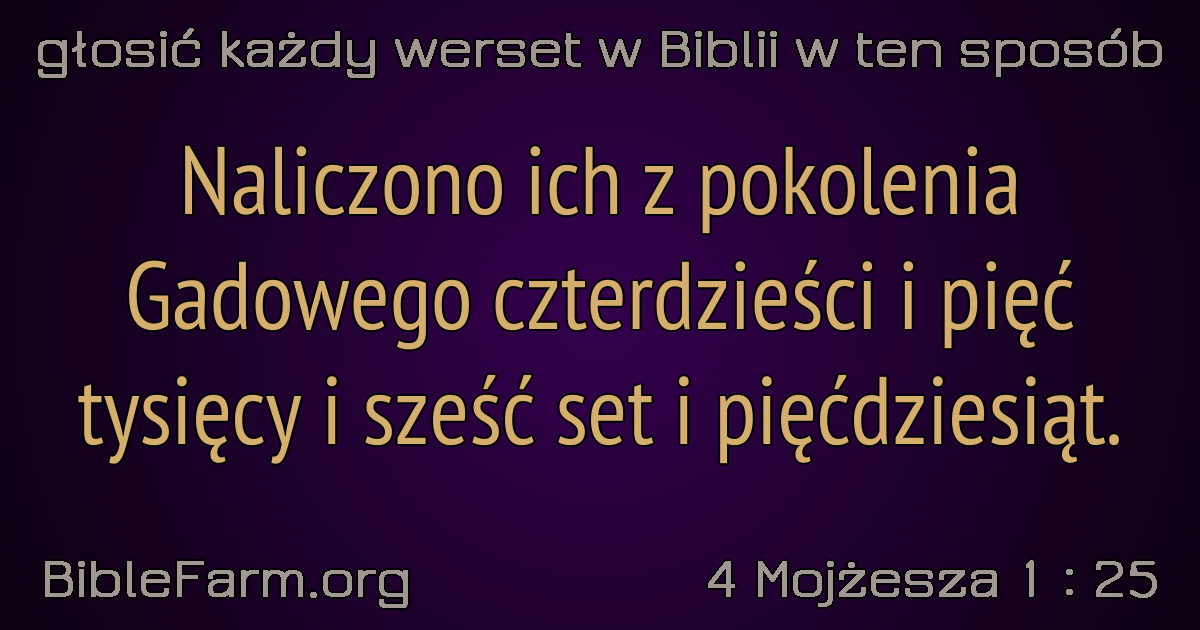 głosić każdy werset w Biblii w ten sposób
Naliczono ich z pokolenia
Gadowego czterdzieści i pięć
tysięcy i sześć set i pięćdziesiąt.
BibleFarm.org
4 Mojżesza 1 : 25